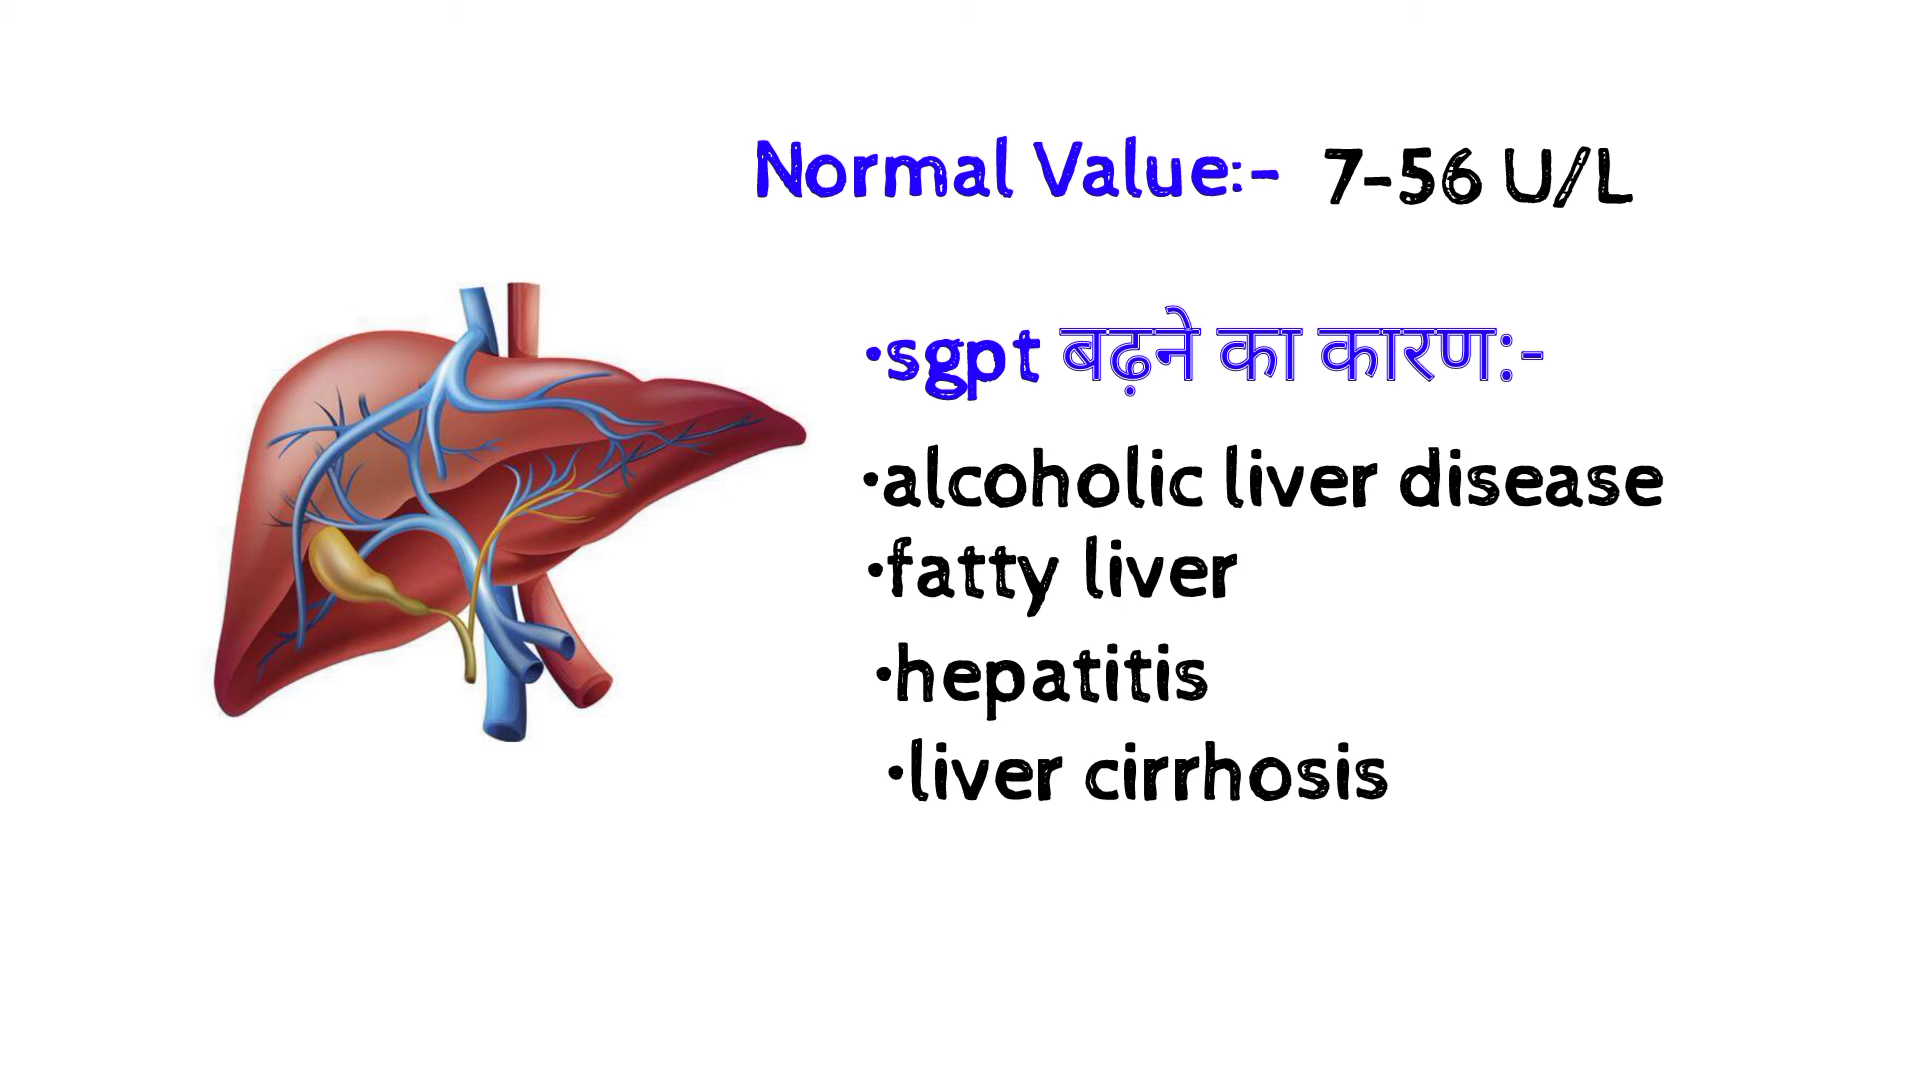 Normal Value:- 7-56 U/L
•sgpt बढ़ने का कारण:-
•alcoholic liver disease
•fatty liver
•hepatitis
•liver cirrhosis